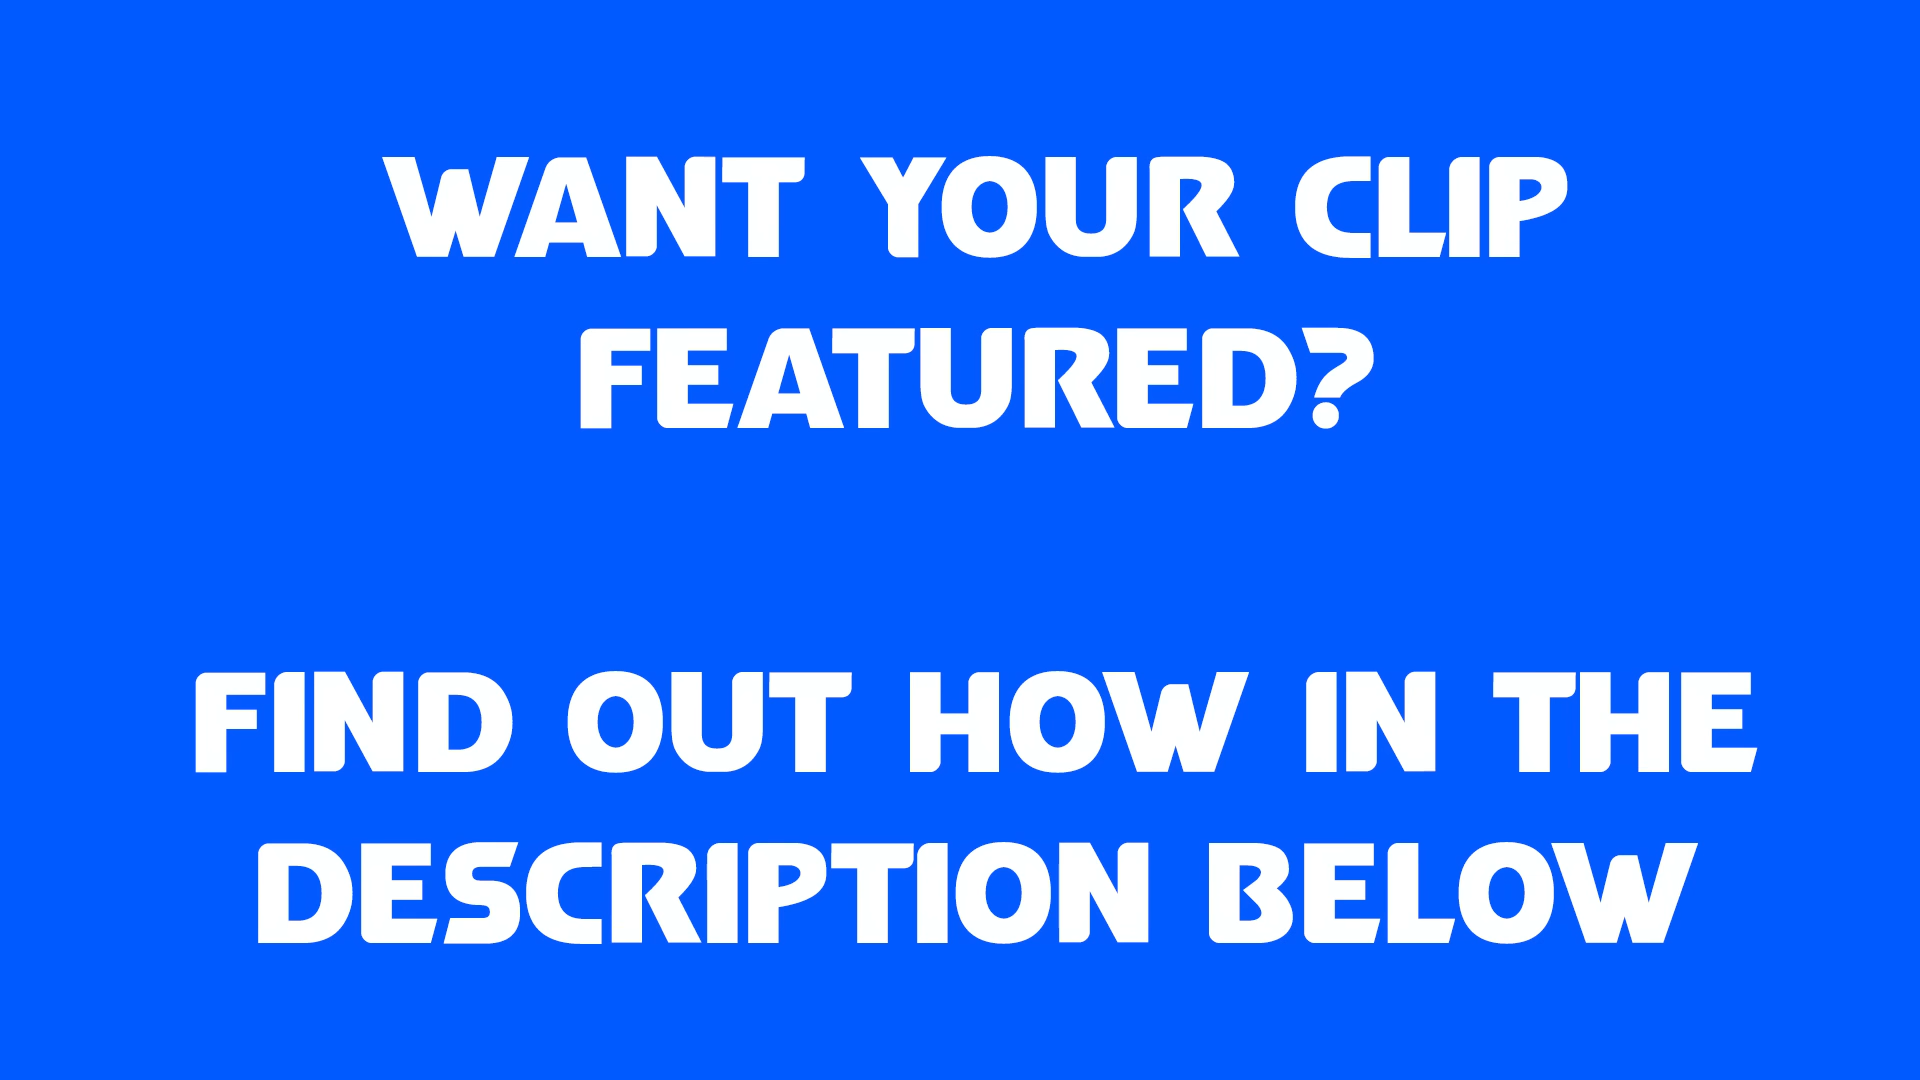 WANT YOUR CLIP
FEATURED?
FIND OUT HOW IN THE
DESCRIPTION BELOW